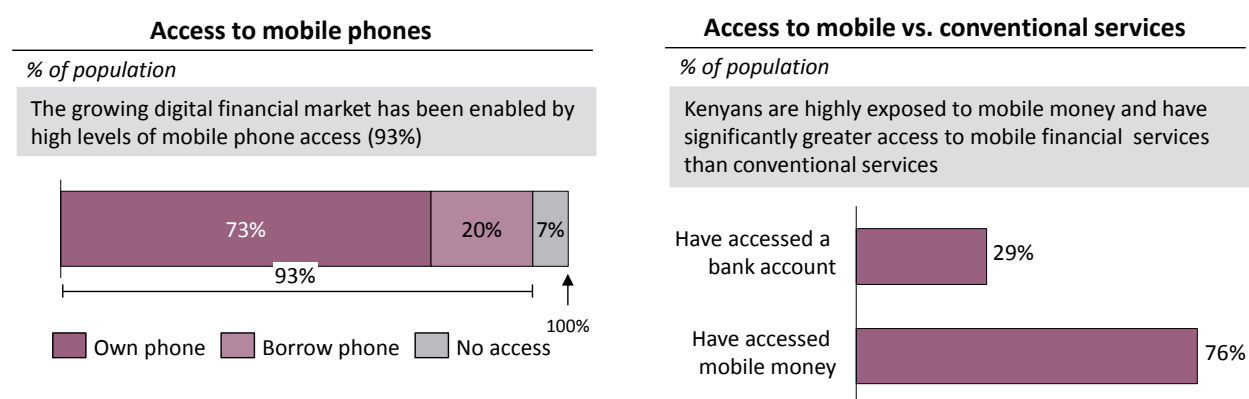 Access to mobile phones
% of population
The growing digital financial market has been enabled by
high levels of mobile phone access (93%)
73%
20%
7%
93%
100%
Own phone
Borrow phone
No access
Access to mobile vs. conventional services
% of population
Kenyans are highly exposed to mobile money and have
significantly greater access to mobile financial services
than conventional services
Have accessed a
bank account
29%
Have accessed
mobile money
76%